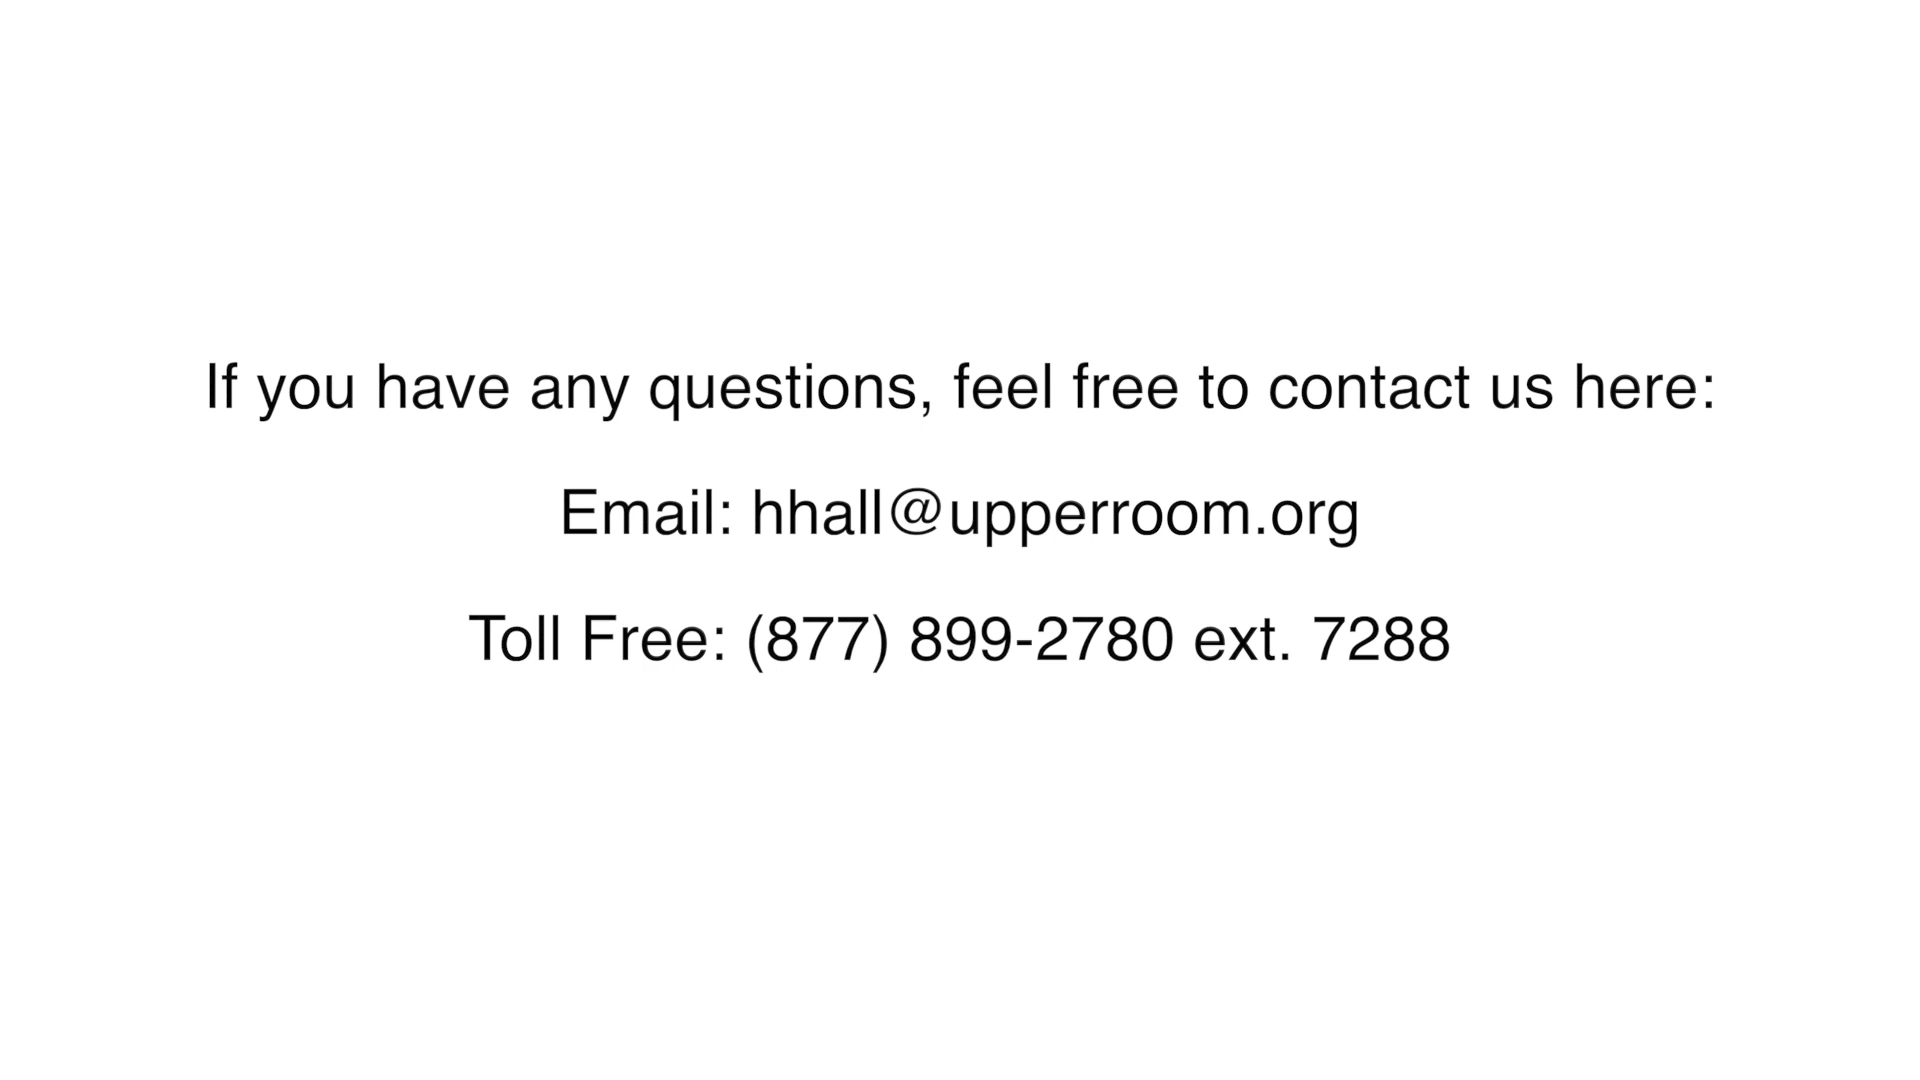 If you have any questions, feel free to contact us here:
Email: hhall@upperroom.org
Toll Free: (877) 899-2780 ext. 7288